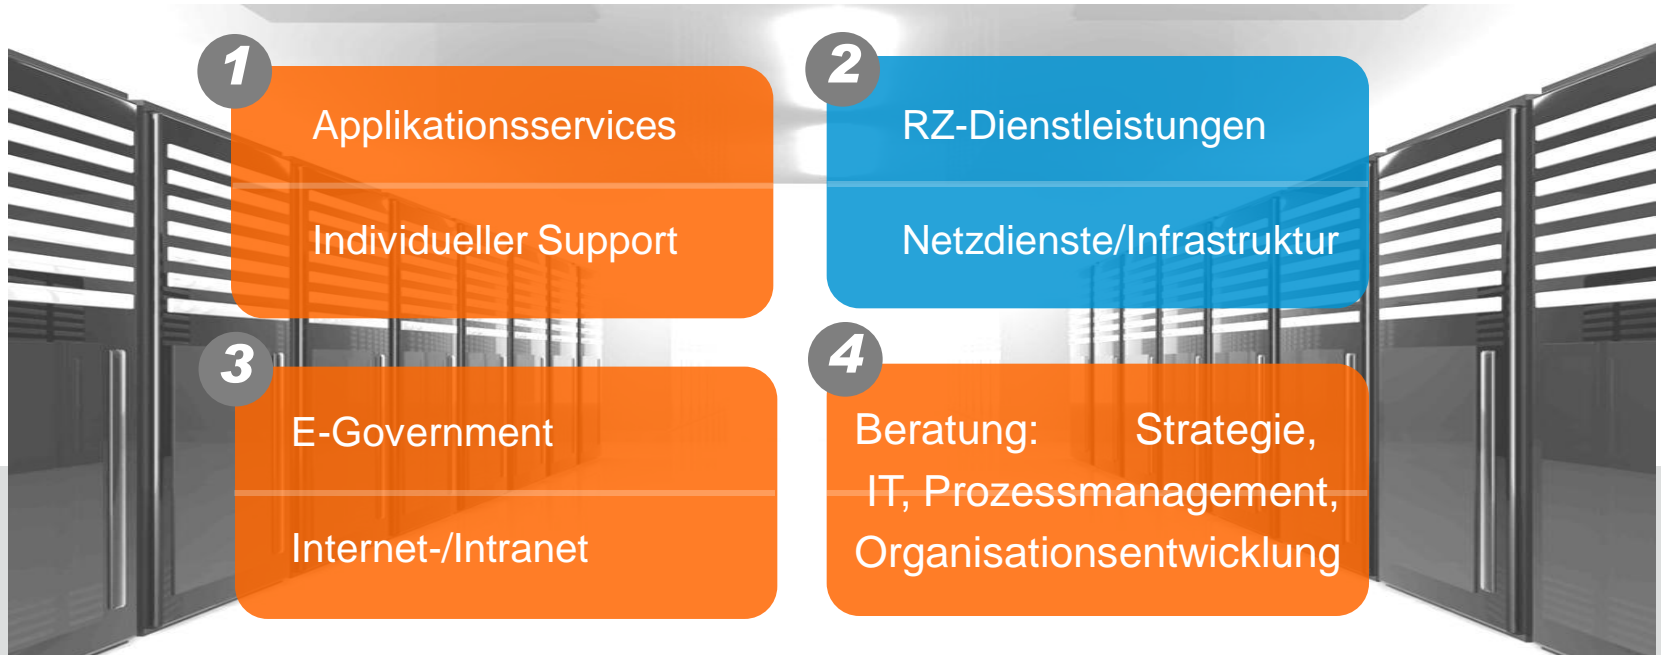 1
Applikationsservices
Individueller Support
2
RZ-Dienstleistungen
Netzdienste/Infrastruktur
3
E-Government
Internet-/Intranet
4
Beratung: Strategie,
IT, Prozessmanagement,
Organisationsentwicklung